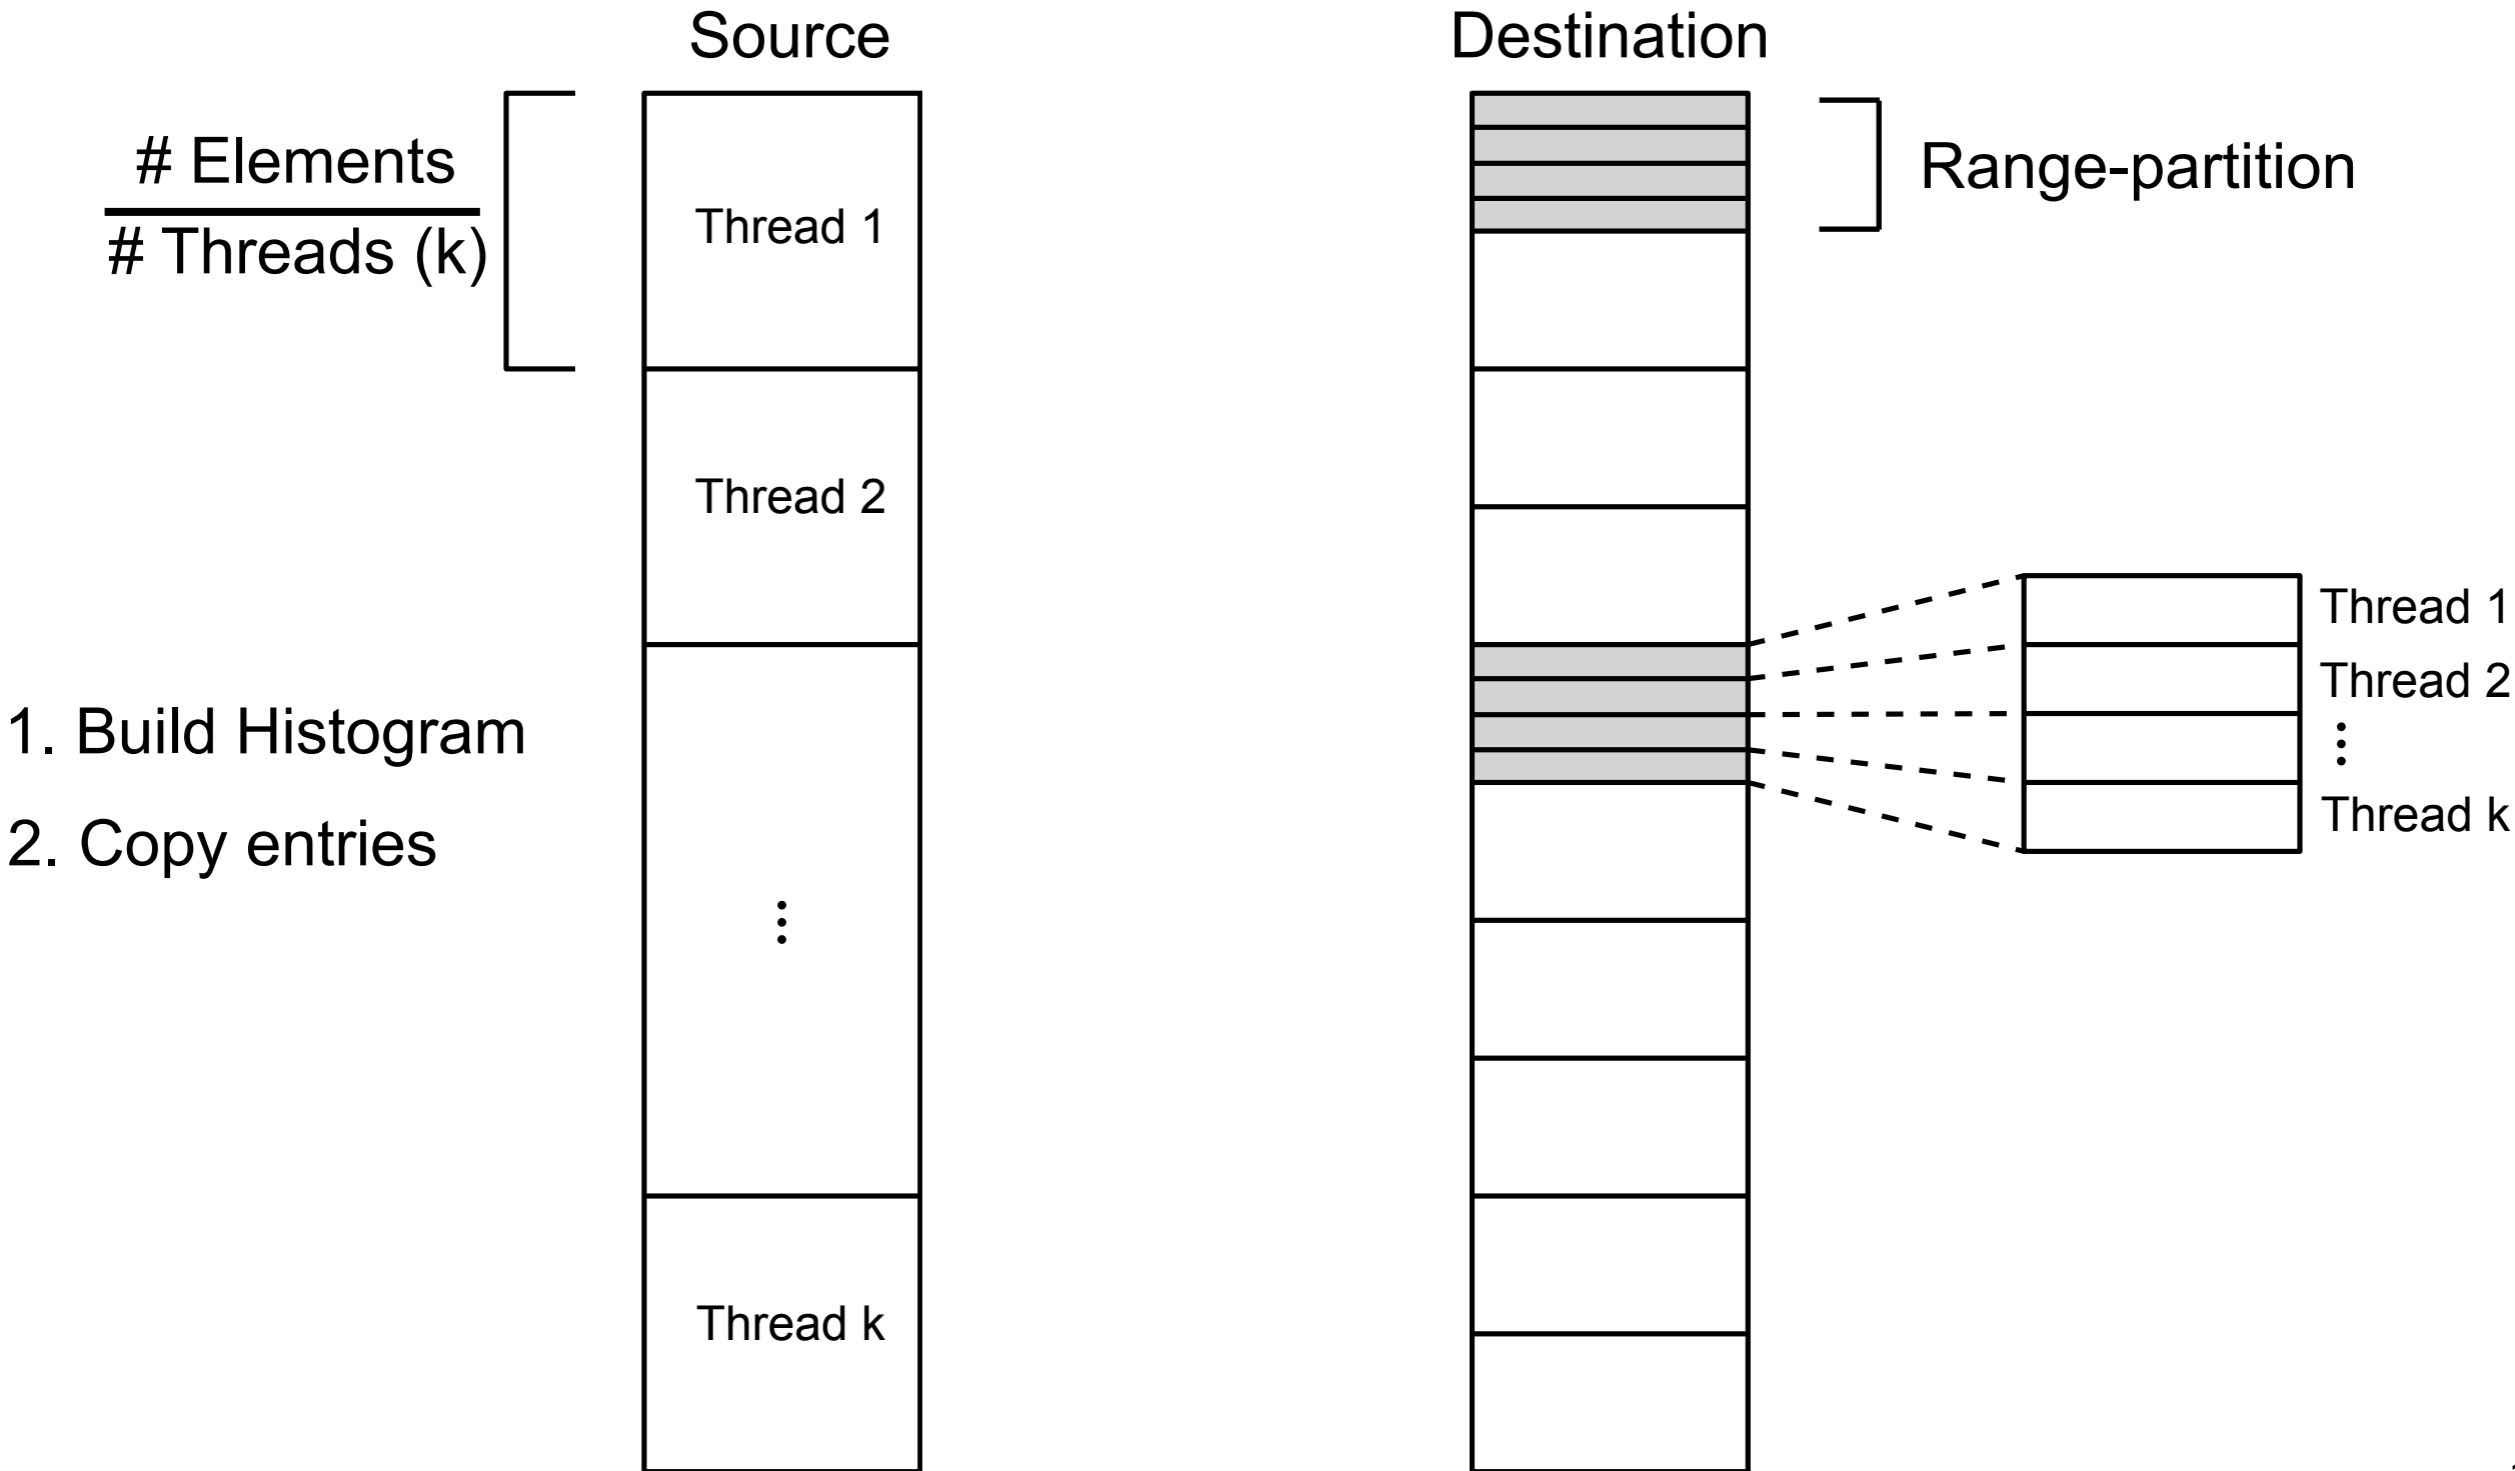 Source
Destination
# Elements
# Threads (k)
Range-partition
Thread 1
Thread 2
⋮
Thread k
1. Build Histogram
2. Copy entries
Thread 1
Thread 2
⋮
Thread k